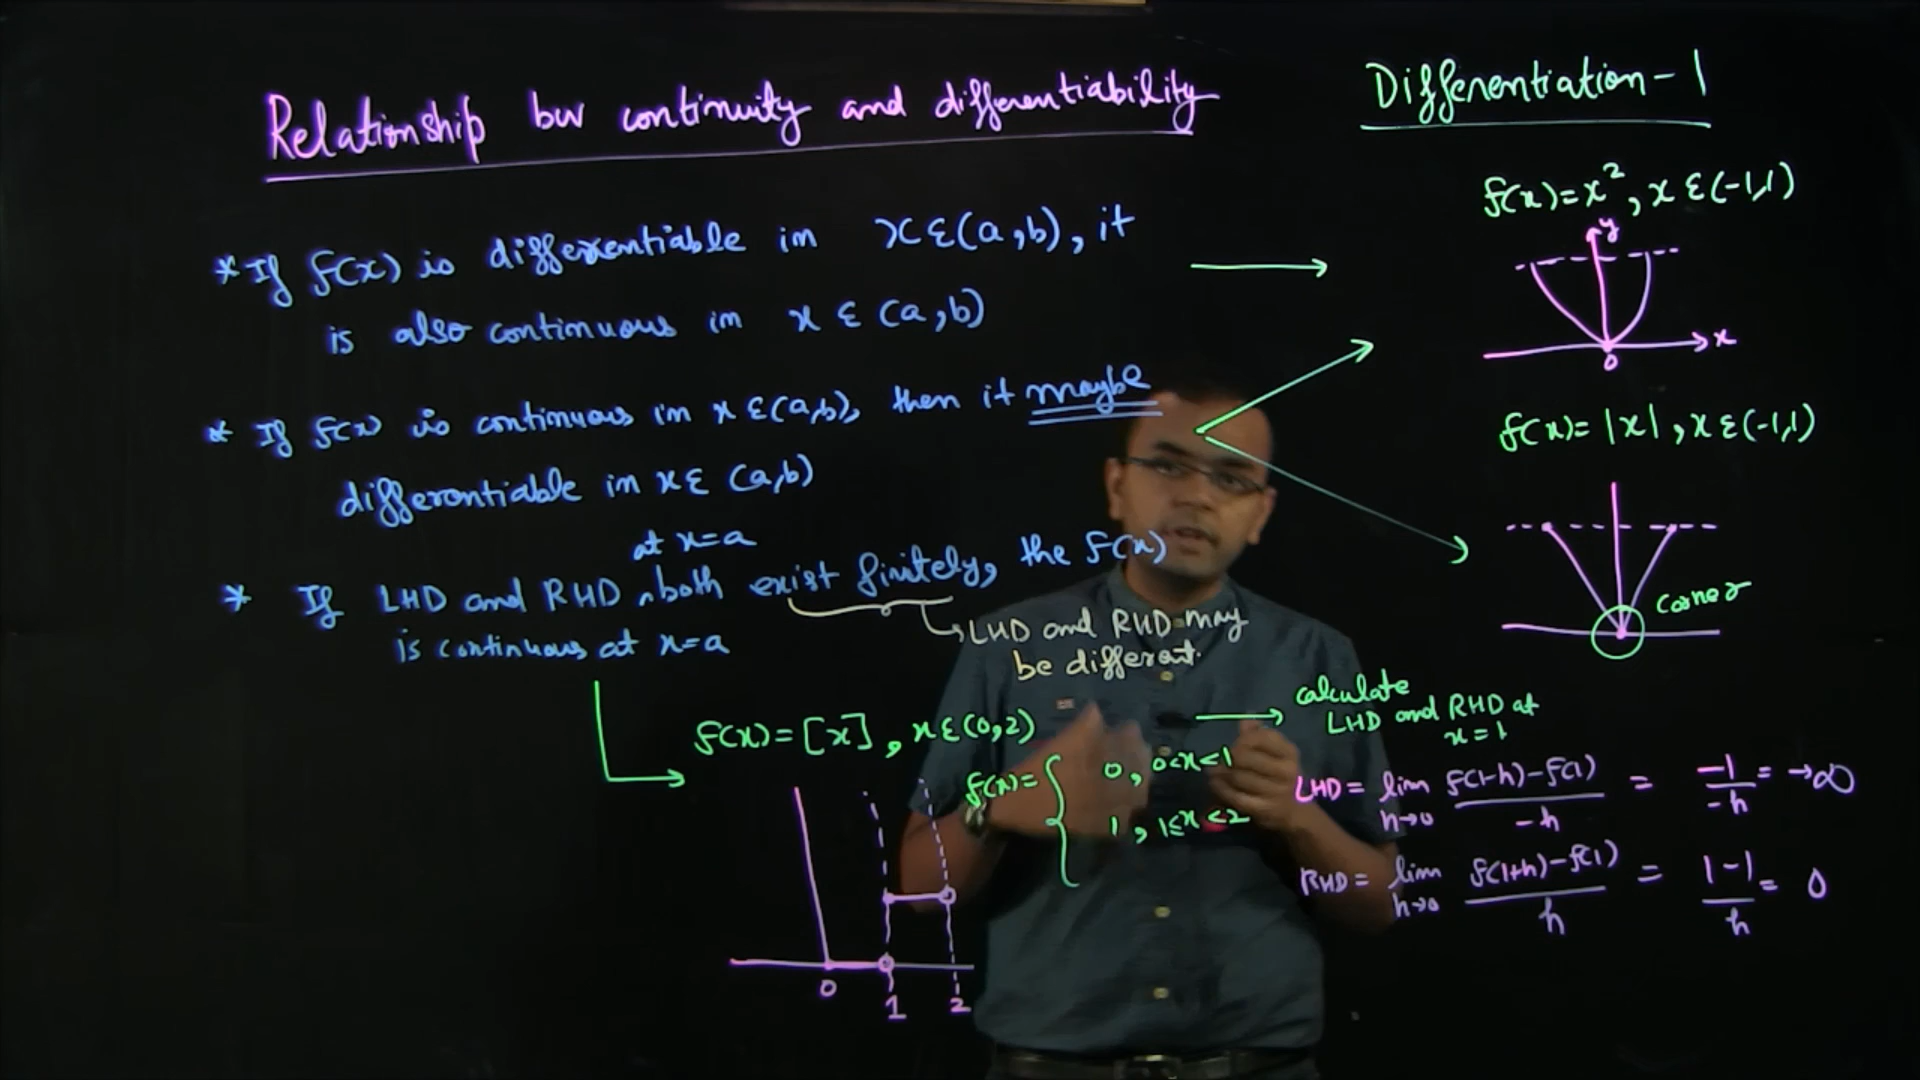 Relationship bw continuity and differentiability
Differentiation-1
* If f(x) is differentiable in x ε (a,b), it
is also continuous in x ε (a,b)
* If f(x) is continuous in x ε (a,b), then it maybe
differentiable in x ε (a,b)
at x=a
* If LHD and RHD both exist finitely, the f(x)
is continuous at x=a
LHD and RHD may
be different.
f(x)=x², x ε (-1,1)
y
x
0
f(x)=|x|, x ε (-1,1)
corner
f(x)=[x], x ε (0,2)
f(x)={ 0, 0<x<1
1, 1≤x<2
0 1 2
calculate
LHD and RHD at
x=1
LHD = lim h→0 (f(1-h)-f(1))/-h = -1/-h = →∞
RHD = lim h→0 (f(1+h)-f(1))/h = (1-1)/h = 0